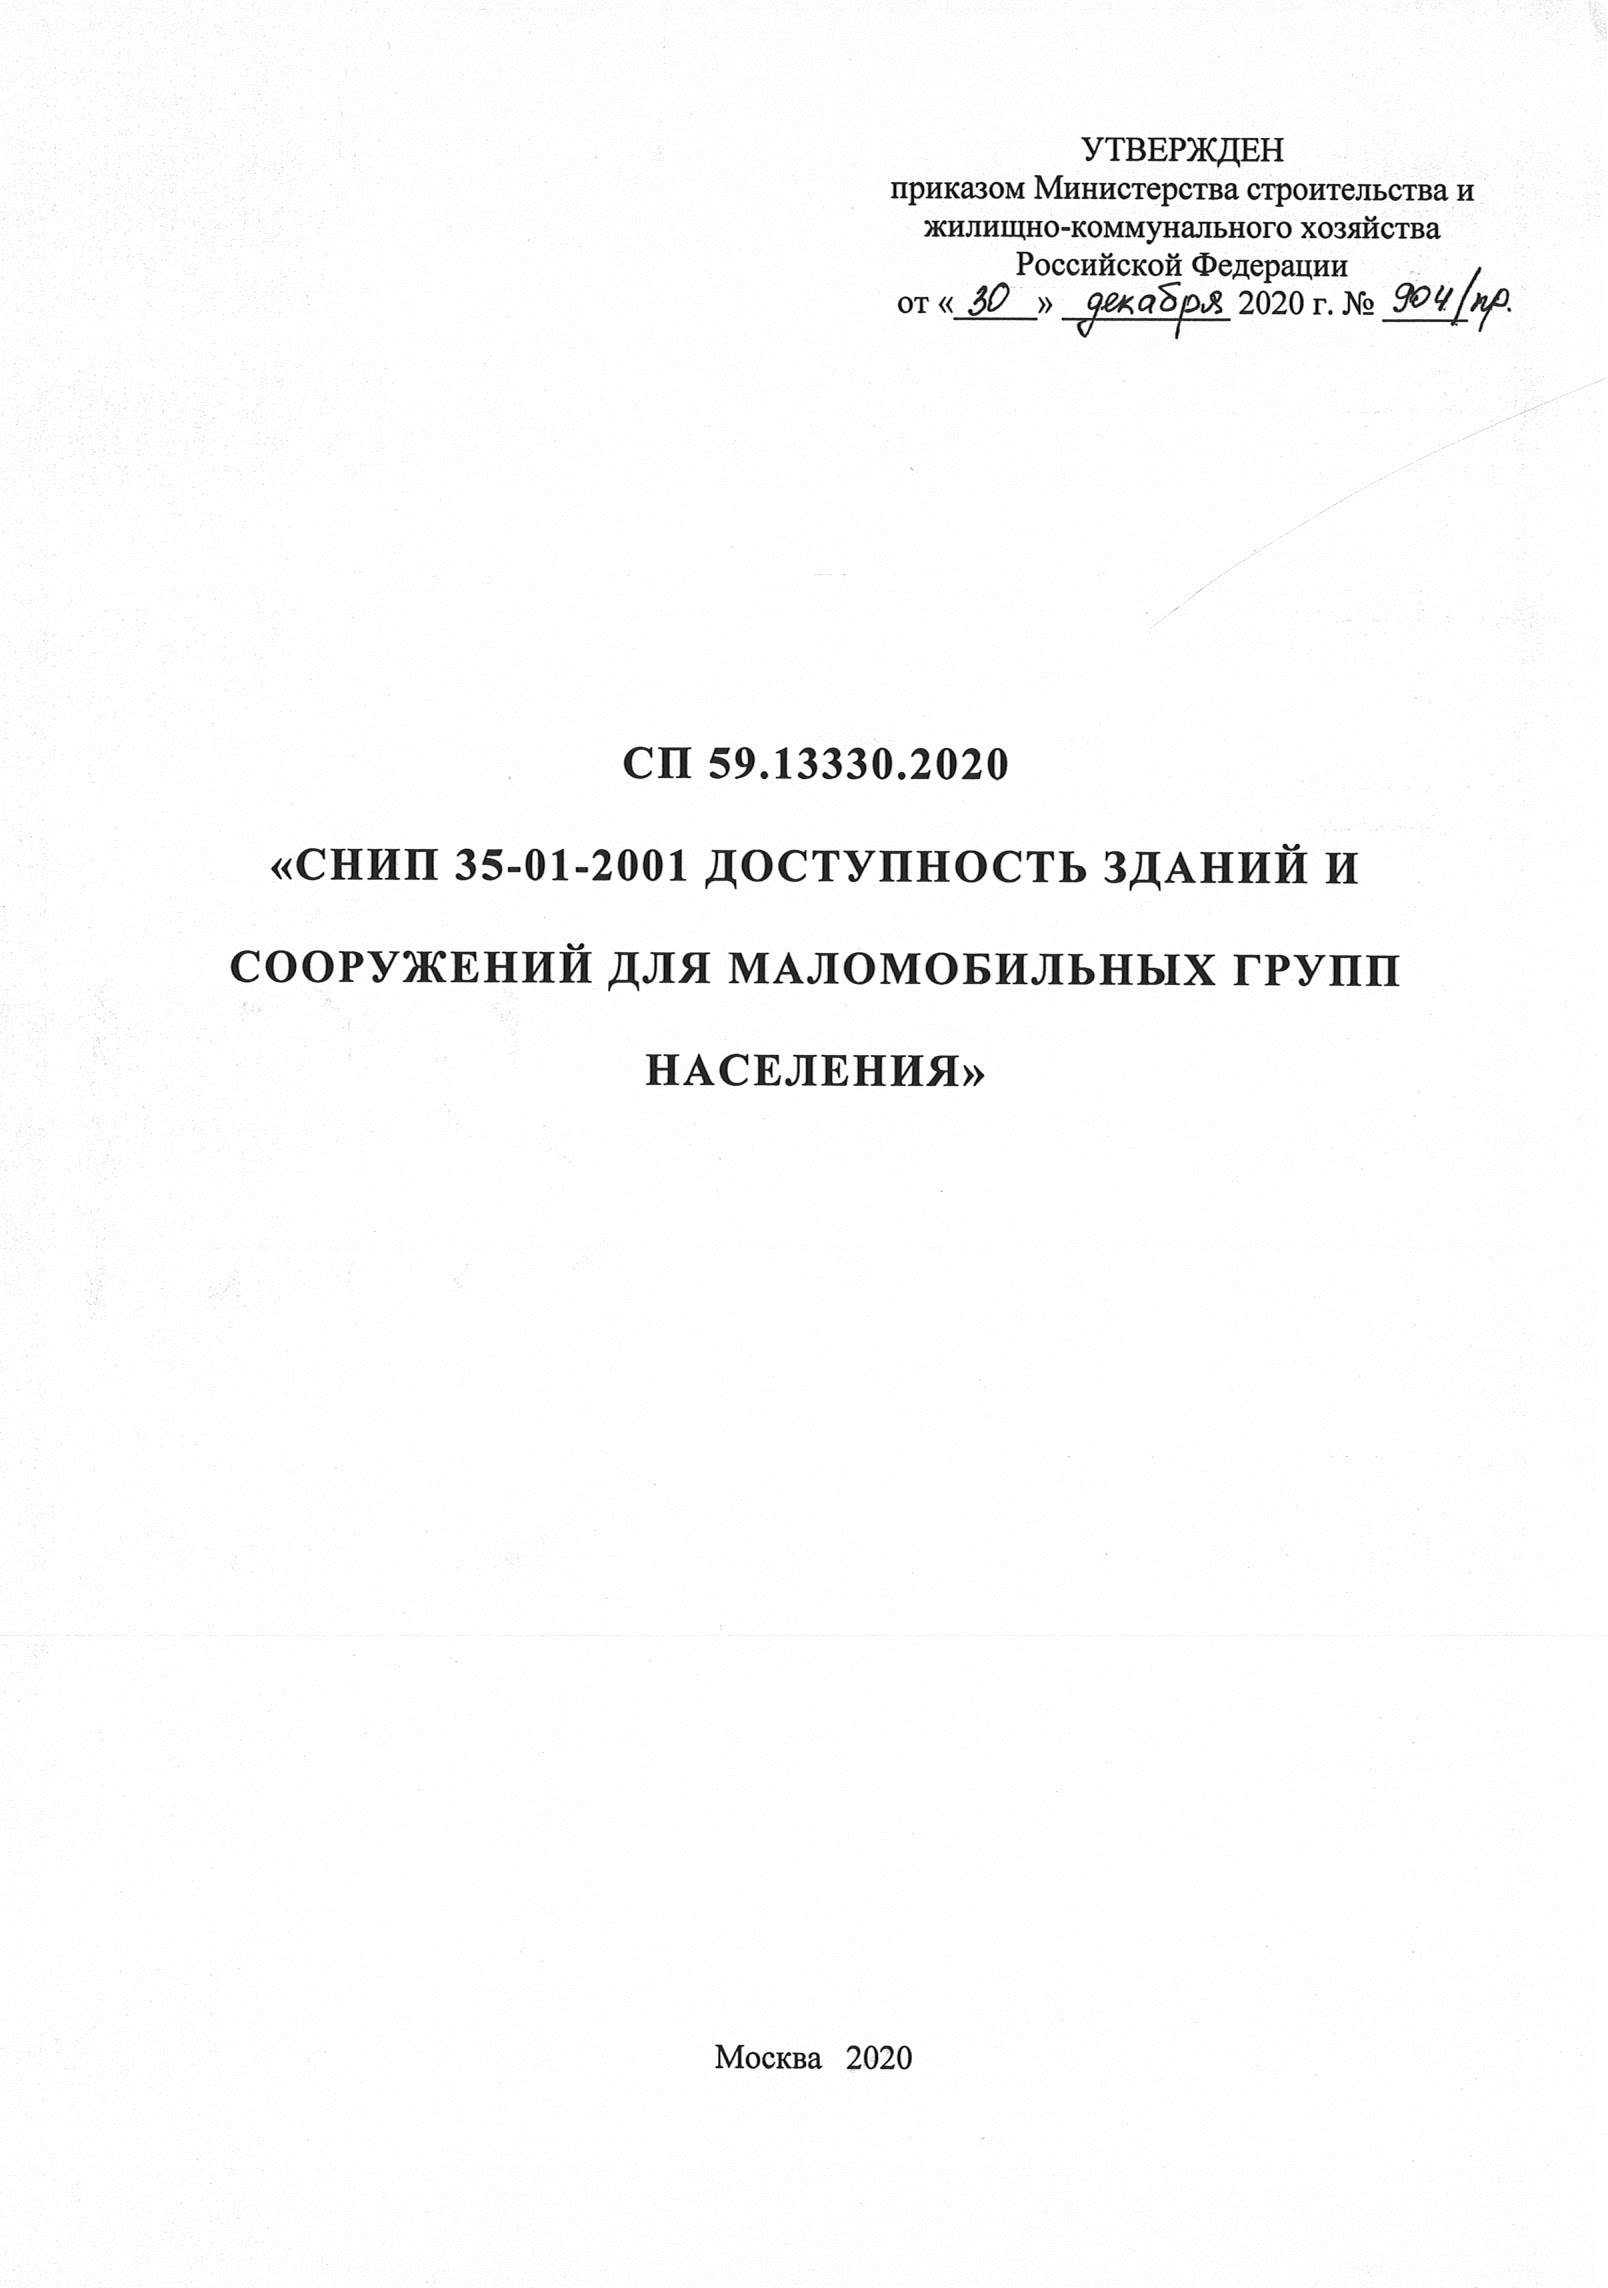 УТВЕРЖДЕН
приказом Министерства строительства и
жилищно-коммунального хозяйства
Российской Федерации
от «30» декабря 2020 г. № 904/пр.
СП 59.13330.2020
«СНИП 35-01-2001 ДОСТУПНОСТЬ ЗДАНИЙ И
СООРУЖЕНИЙ ДЛЯ МАЛОМОБИЛЬНЫХ ГРУПП
НАСЕЛЕНИЯ»
Москва 2020